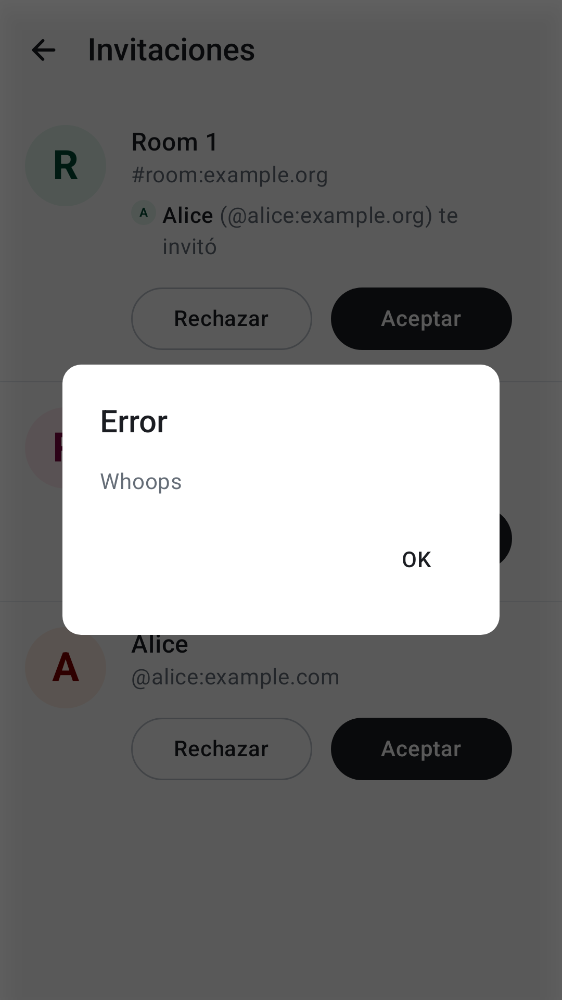 Invitaciones
R
Room 1
#room:example.org
A Alice (@alice:example.org) te
invitó
Rechazar Aceptar
Error
Whoops
OK
A
Alice
@alice:example.com
Rechazar Aceptar